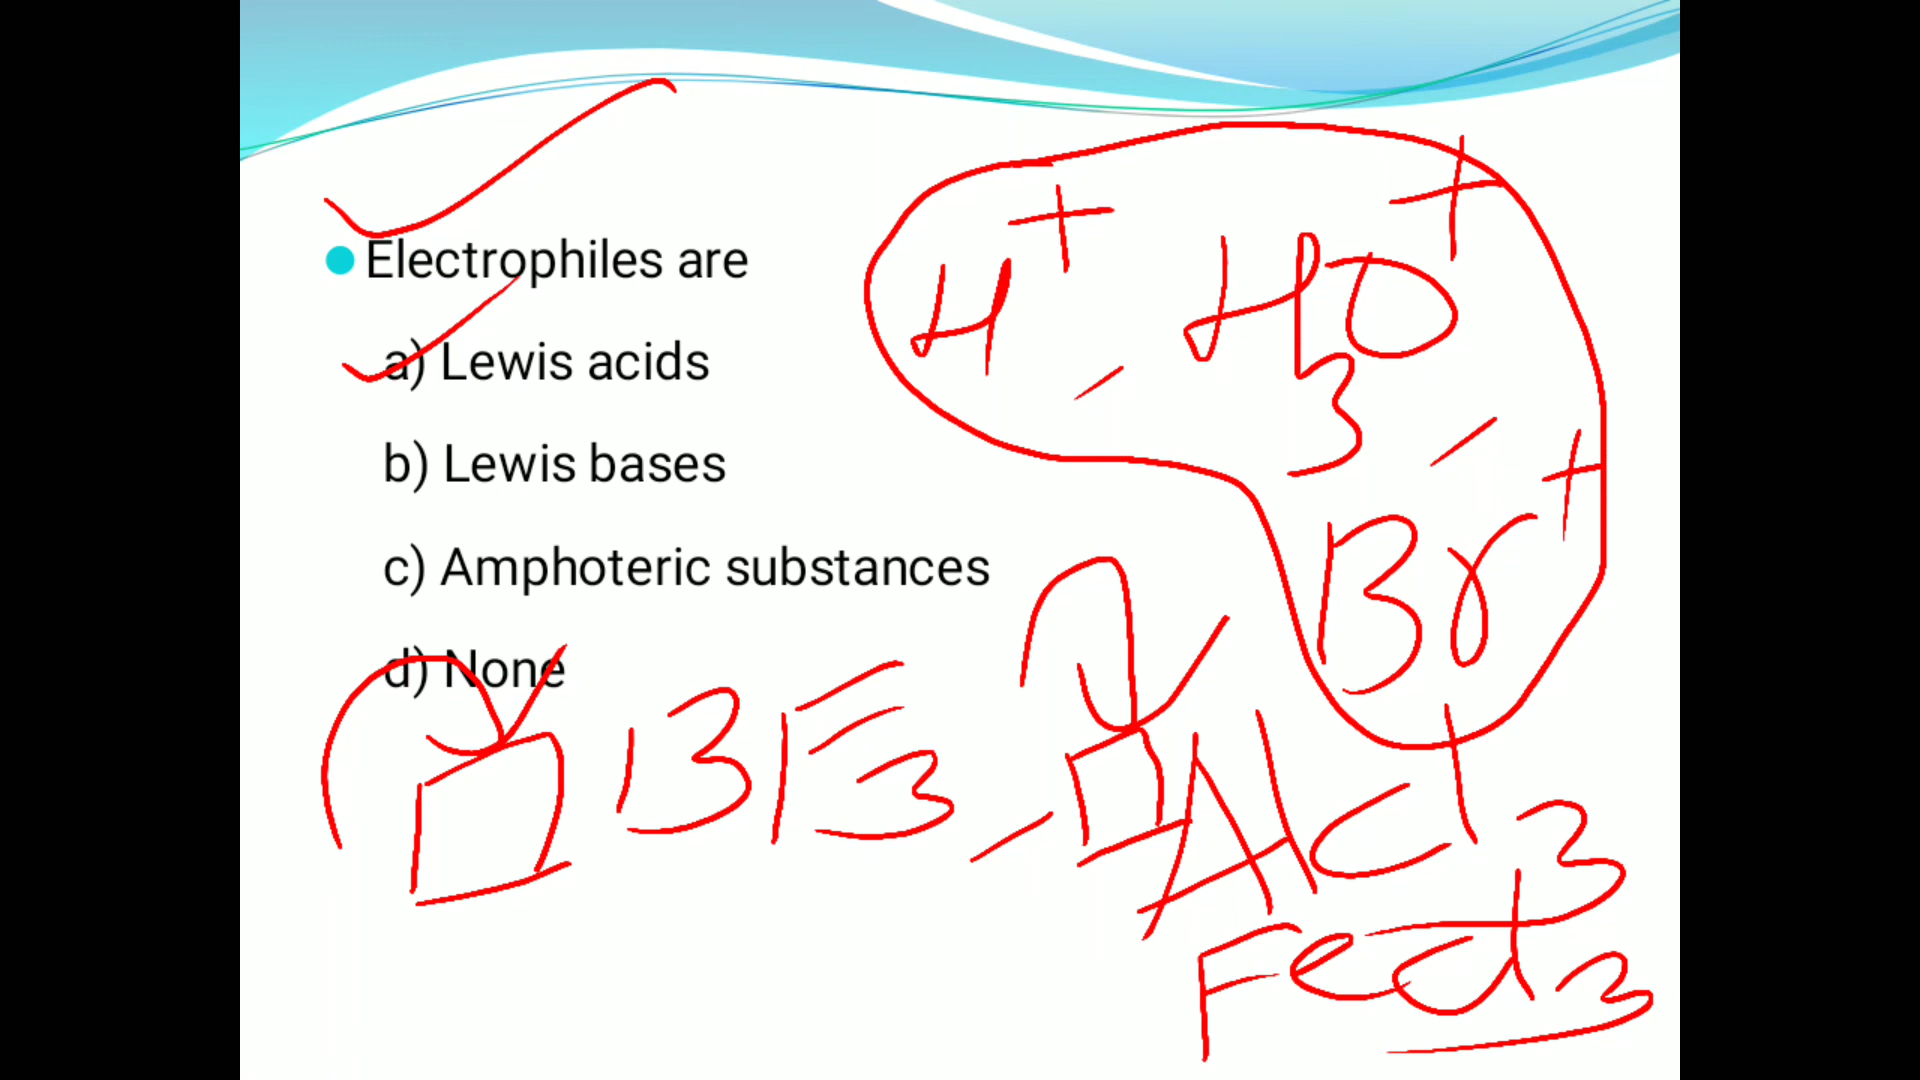 Electrophiles are
a) Lewis acids
b) Lewis bases
c) Amphoteric substances
d) None
H+, H3O+,
Br+
BF3, AlCl3
FeCl3